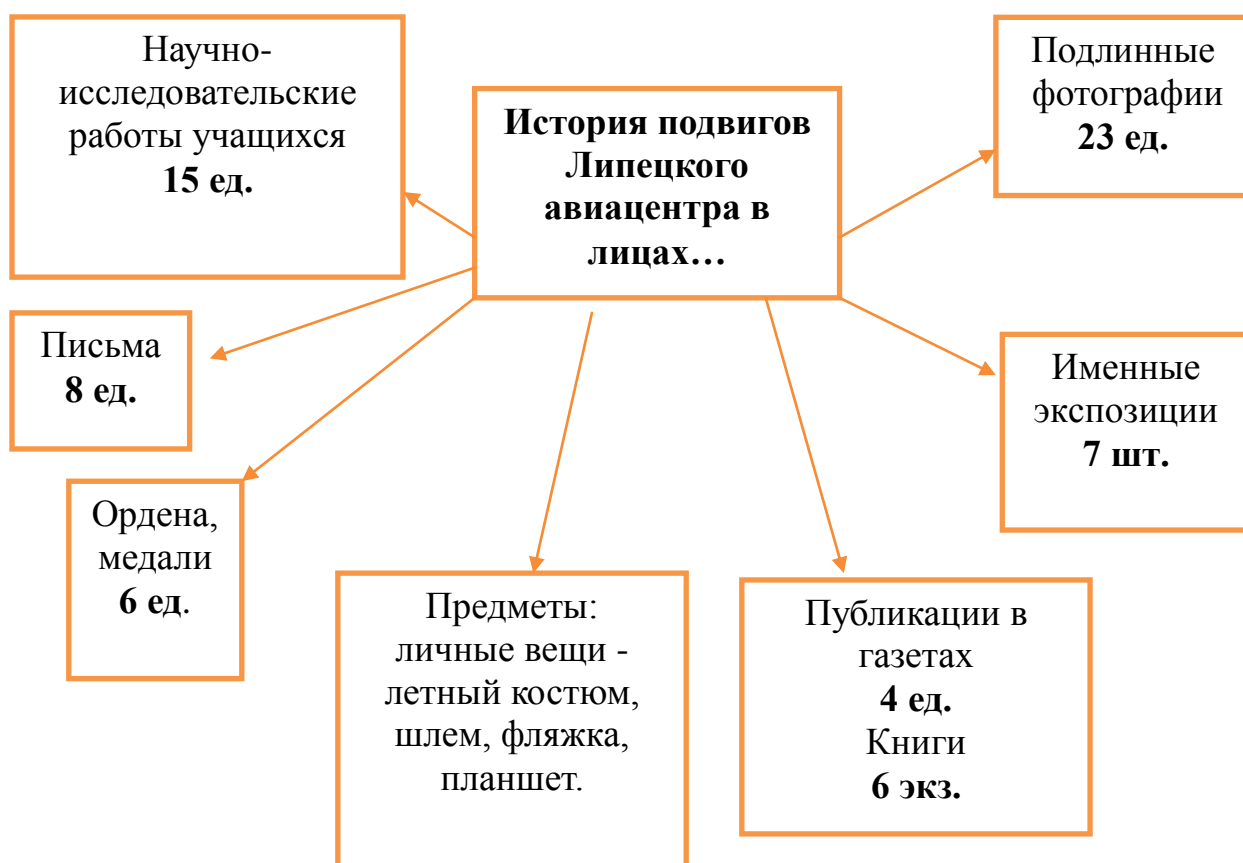 Научно-
исследовательские
работы учащихся
15 ед.
История подвигов
Липецкого
авиацентра в
лицах…
Подлинные
фотографии
23 ед.
Письма
8 ед.
Именные
экспозиции
7 шт.
Ордена,
медали
6 ед.
Предметы:
личные вещи -
летный костюм,
шлем, фляжка,
планшет.
Публикации в
газетах
4 ед.
Книги
6 экз.